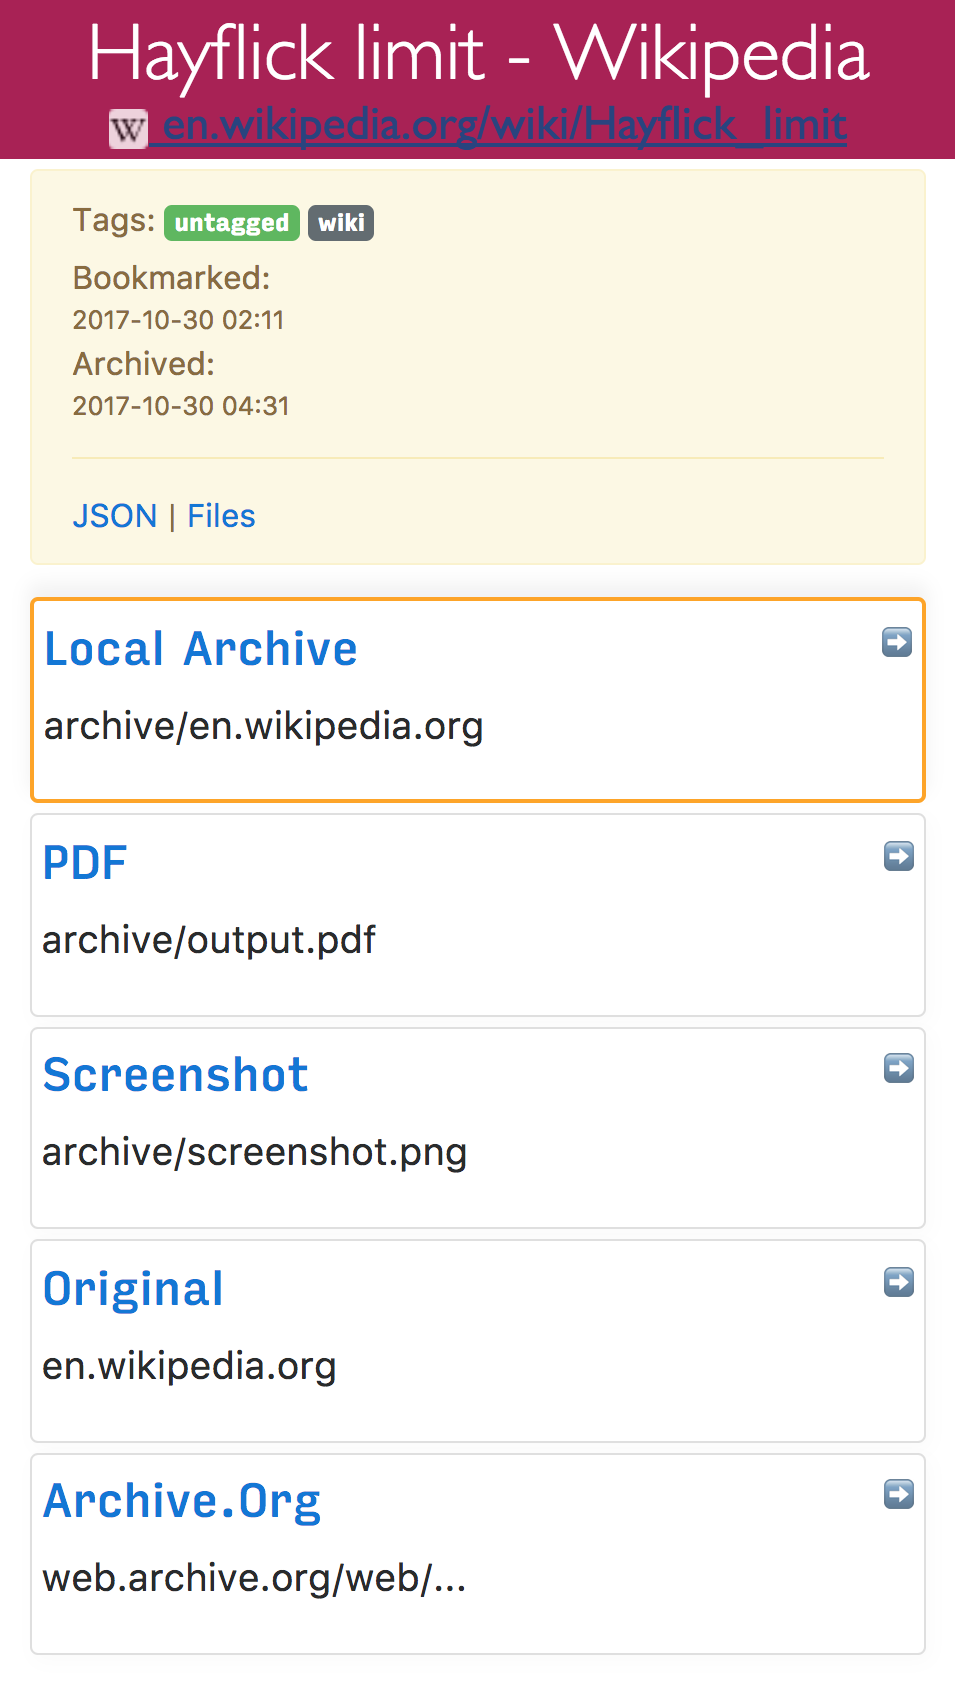 Hayflick limit - Wikipedia
W en.wikipedia.org/wiki/Hayflick_limit
Tags: untagged wiki
Bookmarked:
2017-10-30 02:11
Archived:
2017-10-30 04:31
JSON | Files
Local Archive
archive/en.wikipedia.org
PDF
archive/output.pdf
Screenshot
archive/screenshot.png
Original
en.wikipedia.org
Archive.Org
web.archive.org/web/...